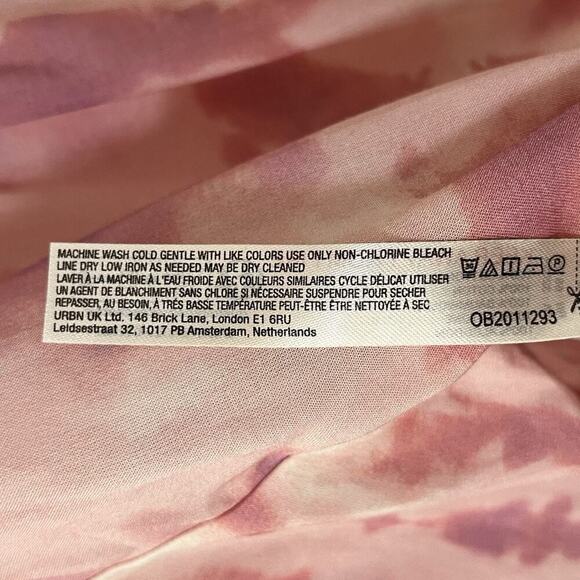 MACHINE WASH COLD GENTLE WITH LIKE COLORS USE ONLY NON-CHLORINE BLEACH
LINE DRY LOW IRON AS NEEDED MAY BE DRY CLEANED
LAVER À LA MACHINE À L'EAU FROIDE AVEC COULEURS SIMILAIRES CYCLE DÉLICAT UTILISER
UN AGENT DE BLANCHIMENT SANS CHLORE SI NÉCESSAIRE SUSPENDRE POUR SECHER
REPASSER, AU BESOIN, À TRÉS BASSE TEMPÉRATURE PEUT-ÊTRE ÊTRE NETTOYÉE À SEC
URBN UK Ltd. 146 Brick Lane, London E1 6RU
Leidsestraat 32, 1017 PB Amsterdam, Netherlands
OB2011293